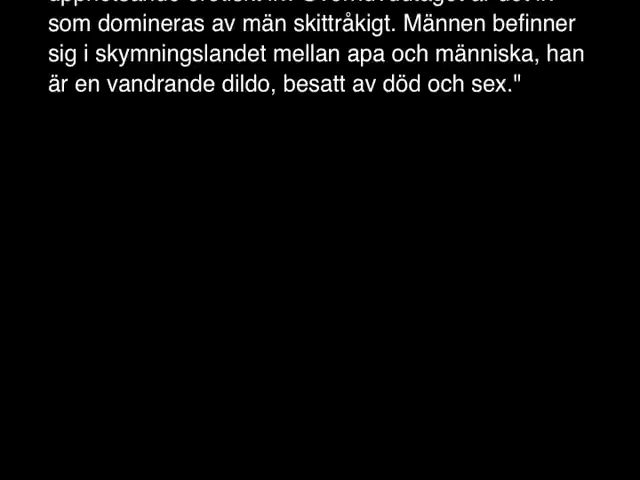 som domineras av män skittråkigt. Männen befinner
sig i skymningslandet mellan apa och människa, han
är en vandrande dildo, besatt av död och sex."